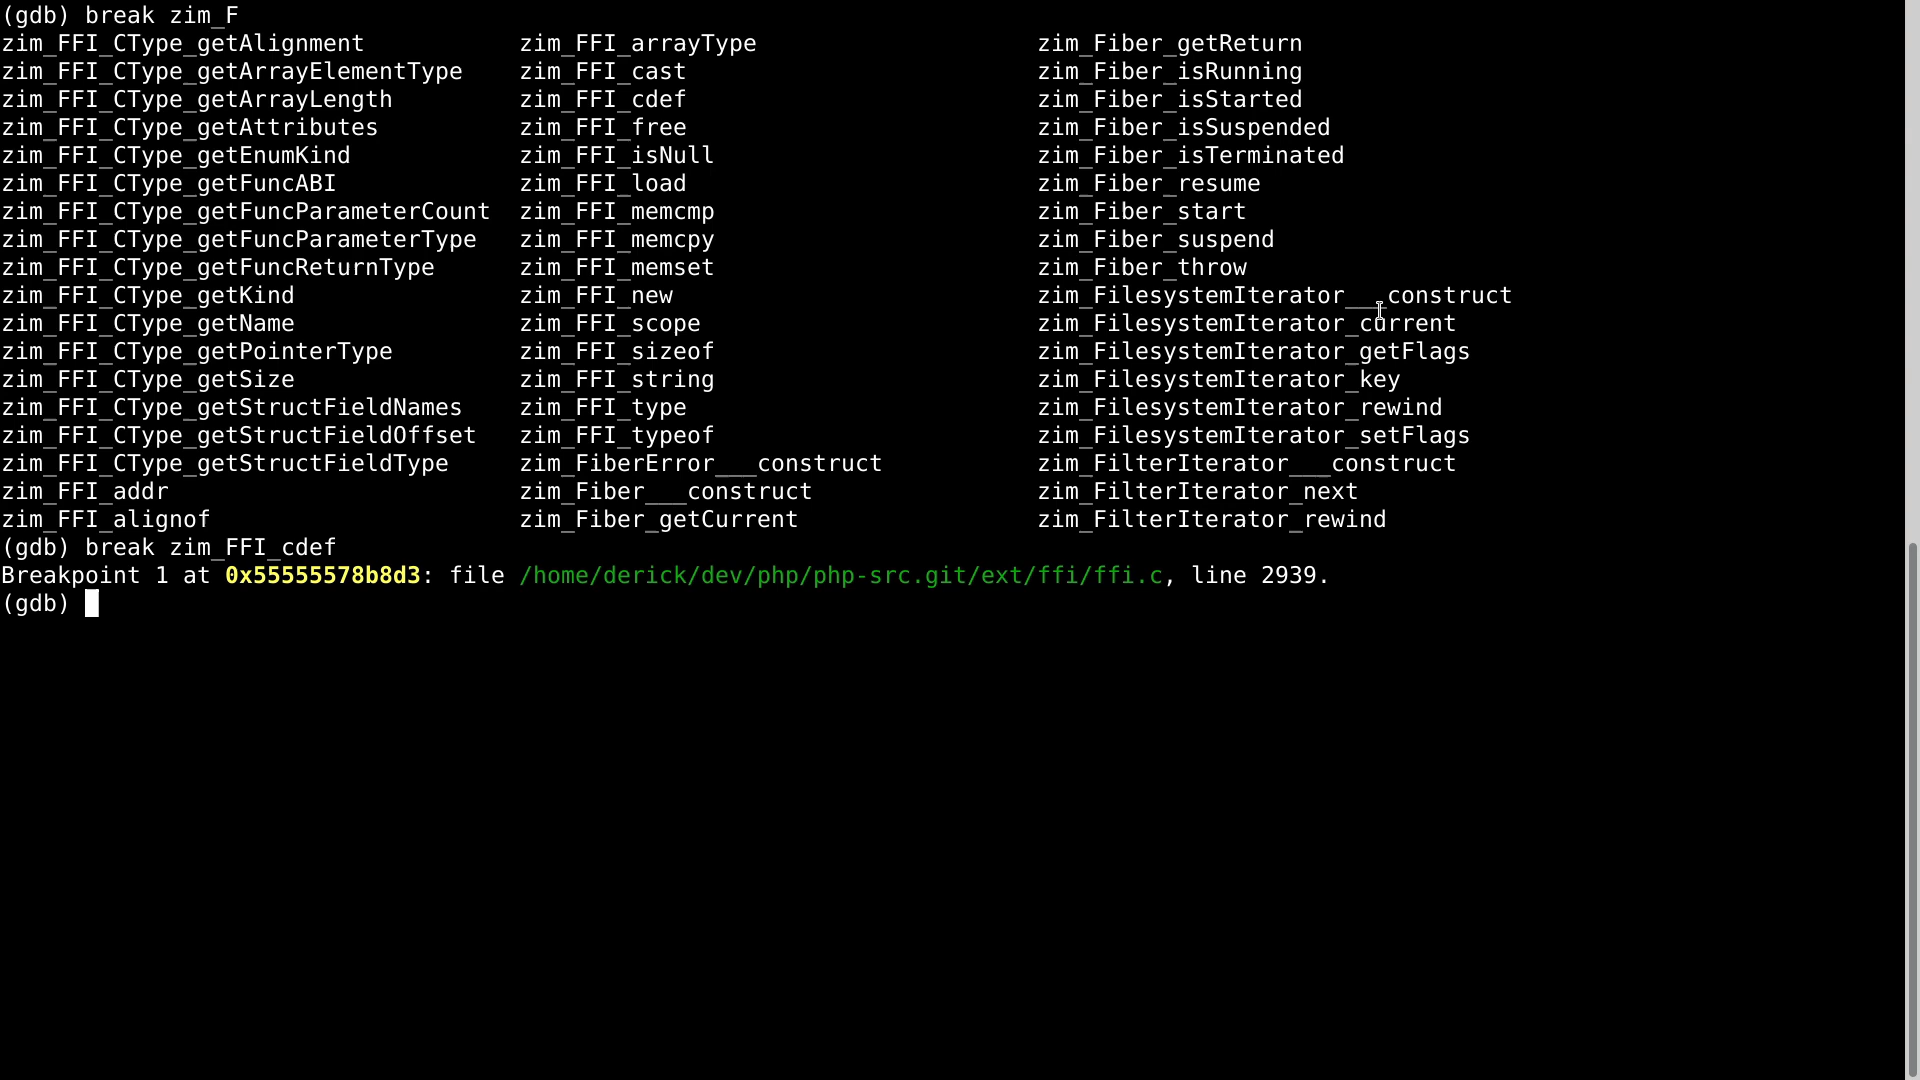 (gdb) break zim_F
zim_FFI_CType_getAlignment zim_FFI_arrayType zim_Fiber_getReturn
zim_FFI_CType_getArrayElementType zim_FFI_cast zim_Fiber_isRunning
zim_FFI_CType_getArrayLength zim_FFI_cdef zim_Fiber_isStarted
zim_FFI_CType_getAttributes zim_FFI_free zim_Fiber_isSuspended
zim_FFI_CType_getEnumKind zim_FFI_isNull zim_Fiber_isTerminated
zim_FFI_CType_getFuncABI zim_FFI_load zim_Fiber_resume
zim_FFI_CType_getFuncParameterCount zim_FFI_memcmp zim_Fiber_start
zim_FFI_CType_getFuncParameterType zim_FFI_memcpy zim_Fiber_suspend
zim_FFI_CType_getFuncReturnType zim_FFI_memset zim_Fiber_throw
zim_FFI_CType_getKind zim_FFI_new zim_FilesystemIterator___construct
zim_FFI_CType_getName zim_FFI_scope zim_FilesystemIterator_current
zim_FFI_CType_getPointerType zim_FFI_sizeof zim_FilesystemIterator_getFlags
zim_FFI_CType_getSize zim_FFI_string zim_FilesystemIterator_key
zim_FFI_CType_getStructFieldNames zim_FFI_type zim_FilesystemIterator_rewind
zim_FFI_CType_getStructFieldOffset zim_FFI_typeof zim_FilesystemIterator_setFlags
zim_FFI_CType_getStructFieldType zim_FiberError___construct zim_FilterIterator___construct
zim_FFI_addr zim_Fiber___construct zim_FilterIterator_next
zim_FFI_alignof zim_Fiber_getCurrent zim_FilterIterator_rewind
(gdb) break zim_FFI_cdef
Breakpoint 1 at 0x55555578b8d3: file /home/derick/dev/php/php-src.git/ext/ffi/ffi.c, line 2939.
(gdb)